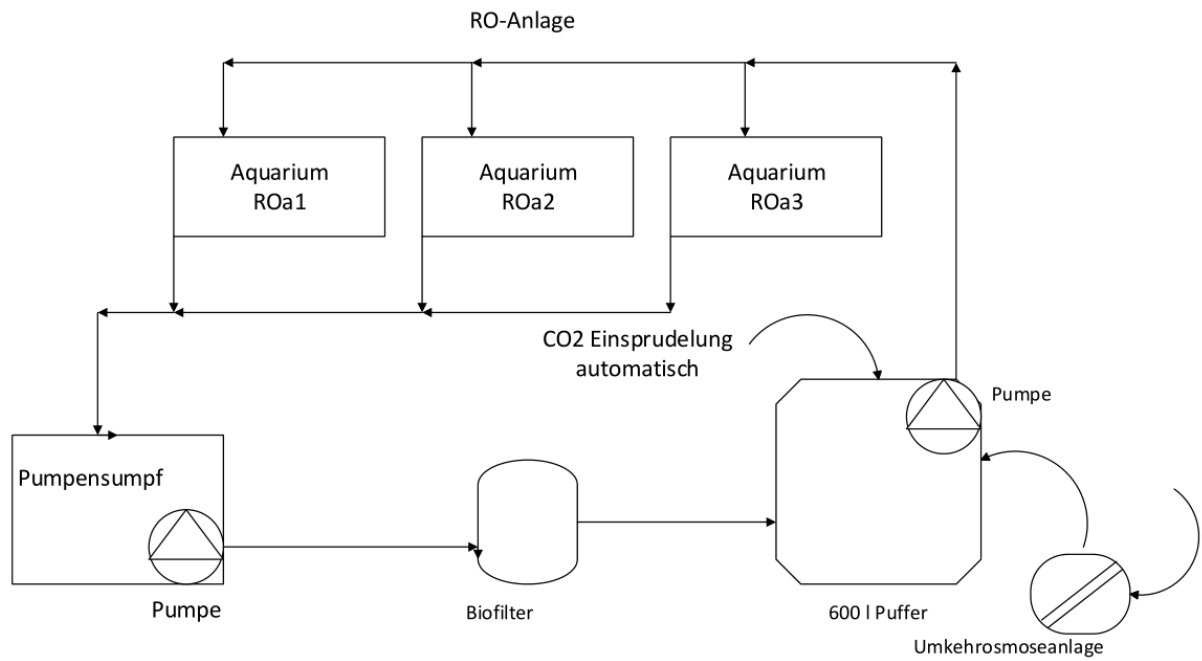 RO-Anlage
Aquarium
ROa1
Aquarium
ROa2
Aquarium
ROa3
CO2 Einsprudelung
automatisch
Pumpe
Pumpensumpf
Pumpe
Biofilter
600 l Puffer
Umkehrosmoseanlage